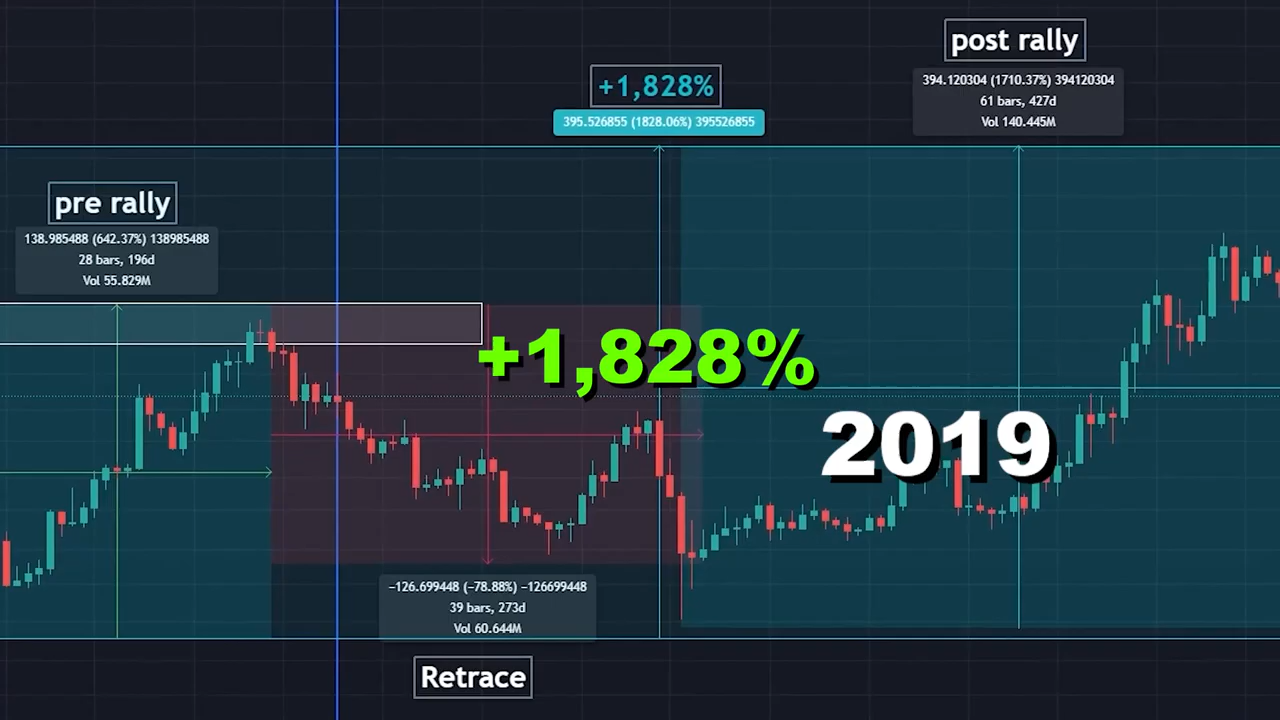 post rally
394.120304 (1710.37%) 394120304
61 bars, 427d
Vol 140.445M
+1,828%
395.526855 (1828.06%) 395526855
pre rally
138.985488 (642.37%) 138985488
28 bars, 196d
Vol 55.829M
+1,828%
2019
−126.699448 (−78.88%) −126699448
39 bars, 273d
Vol 60.644M
Retrace